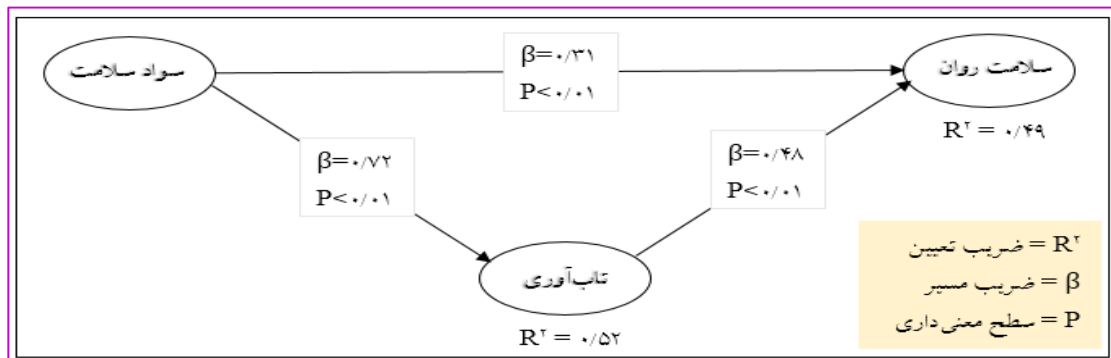 سواد سلامت
β=۰/۳۱
P<۰/۰۱
سلامت روان
R۲ = ۰/۴۹
β=۰/۷۲
P<۰/۰۱
β=۰/۴۸
P<۰/۰۱
تاب‌آوری
R۲ = ۰/۵۲
R۲ = ضریب تعیین
β = ضریب مسیر
P = سطح معنی‌داری